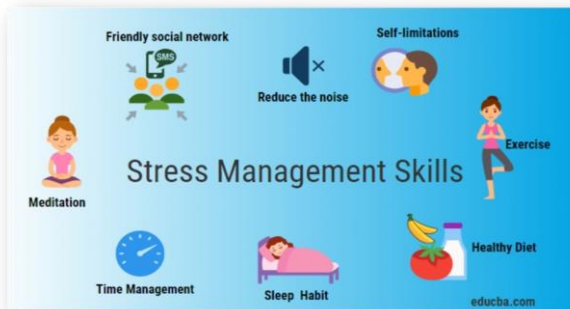 Friendly social network
SMS
Self-limitations
Reduce the noise
Exercise
Stress Management Skills
Meditation
Healthy Diet
Time Management
Sleep Habit
educba.com